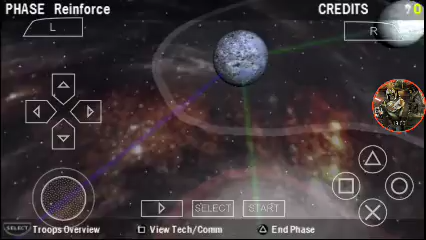 PHASE Reinforce
CREDITS ?0
L
R
SELECT
START
SELECT Troops Overview
View Tech/Comm
End Phase